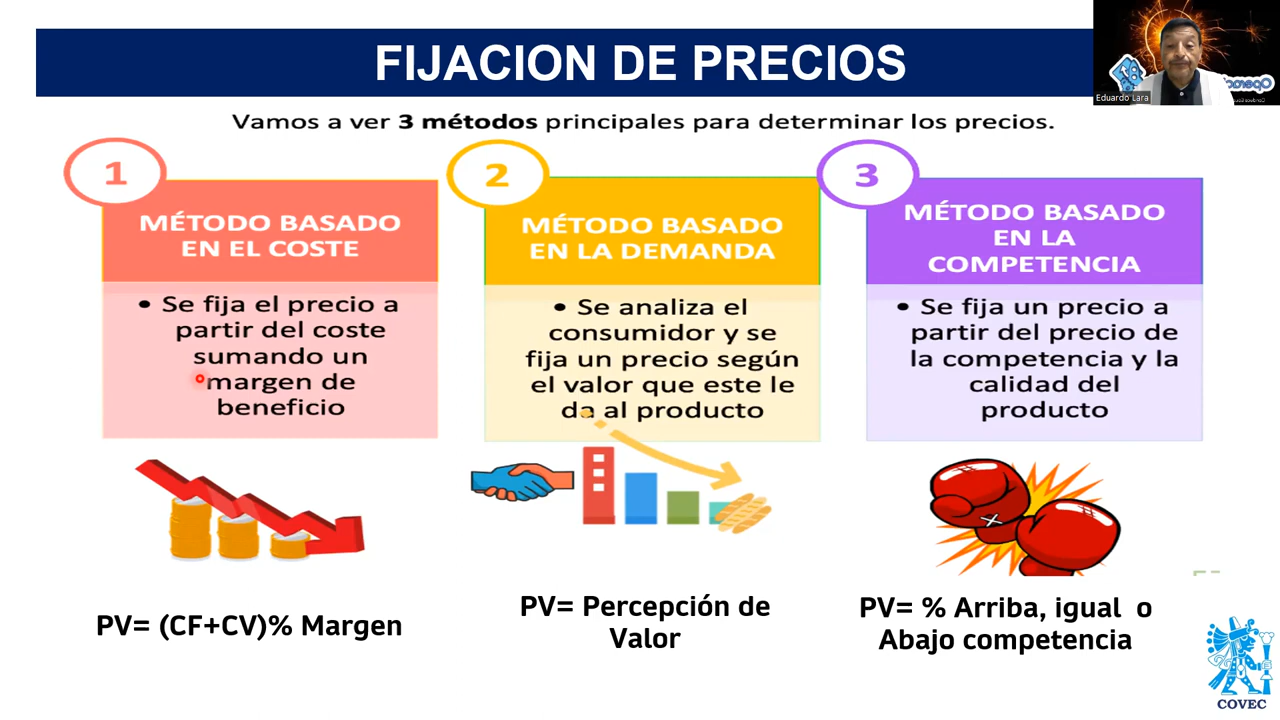 FIJACION DE PRECIOS
Eduardo Lara
Vamos a ver 3 métodos principales para determinar los precios.
1
MÉTODO BASADO
EN EL COSTE
• Se fija el precio a
partir del coste
sumando un
margen de
beneficio
PV= (CF+CV)% Margen
2
MÉTODO BASADO
EN LA DEMANDA
• Se analiza el
consumidor y se
fija un precio según
el valor que este le
da al producto
PV= Percepción de
Valor
3
MÉTODO BASADO
EN LA
COMPETENCIA
• Se fija un precio a
partir del precio de
la competencia y la
calidad del
producto
PV= % Arriba, igual o
Abajo competencia
COVEC